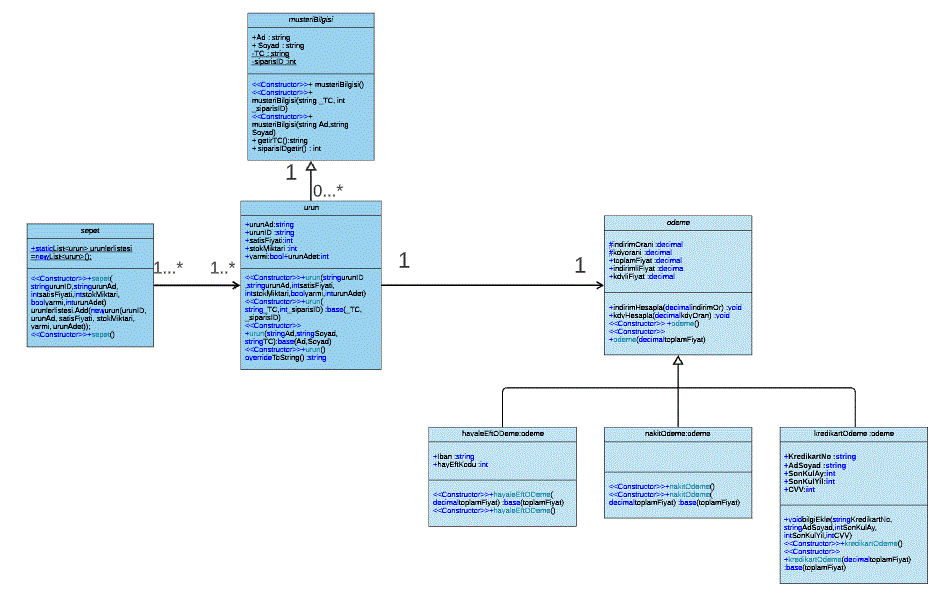 musteriBilgisi
+Ad : string
+ Soyad : string
-TC : string
-siparisID :int
<<Constructor>>+ musteriBilgisi()
<<Constructor>>+
musteriBilgisi(string _TC, int
_siparisID)
<<Constructor>>+
musteriBilgisi(string Ad,string
Soyad)
+ getirTC():string
+ siparisIDgetir() : int
1
0...*
urun
+urunAd:string
+urunID :string
+satisFiyat:int
+stokMiktari :int
+varmi:bool+urunAdet:int
<<Constructor>>+urun(stringurunID
,stringurunAd,intsatisFiyati,
intstokMiktari,boolvarmi,inturunAdet)
<<Constructor>>+urun(
string_TC,int_siparisID) :base(_TC,
_siparisID)
<<Constructor>>
+urun(stringAd,stringSoyad,
stringTC):base(Ad,Soyad)
<<Constructor>>+urun()
overrideToString() :string
sepet
+staticList<urun> urunlerlistesi
=newList<urun>();
<<Constructor>>+sepet(
stringurunID,stringurunAd,
intsatisFiyati,intstokMiktari,
boolvarmi,inturunAdet)
urunlerlistesi.Add(newurun(urunID,
urunAd, satisFiyati, stokMiktari,
varmi, urunAdet));
<<Constructor>>+sepet()
1...*
1..*
1
1
odeme
#indirimOrani :decimal
#kdvorani :decimal
+toplamFiyat :decimal
+indirimliFiyat :decima
+kdvliFiyat :decimal
+indirimHesapla(decimalindirimOr) :void
+kdvHesapla(decimalkdvOran) :void
<<Constructor>> +odeme()
<<Constructor>>
+odeme(decimaltoplamFiyat)
havaleEftODeme:odeme
+Iban :string
+havEftKodu :int
<<Constructor>>+havaleEftODeme(
decimaltoplamFiyat) :base(toplamFiyat)
<<Constructor>>+havaleEftODeme()
nakitOdeme:odeme
<<Constructor>>+nakitOdeme()
<<Constructor>>+nakitOdeme(
decimaltoplamFiyat) :base(toplamFiyat)
kredikartOdeme :odeme
+KredikartNo :string
+AdSoyad :string
+SonKulAy:int
+SonKulYil:int
+CVV:int
+voidbilgiEkle(stringKredikartNo,
stringAdSoyad,intSonKulAy,
intSonKulYil,intCVV)
<<Constructor>>+kredikartOdeme()
<<Constructor>>
+kredikartOdeme(decimaltoplamFiyat)
:base(toplamFiyat)